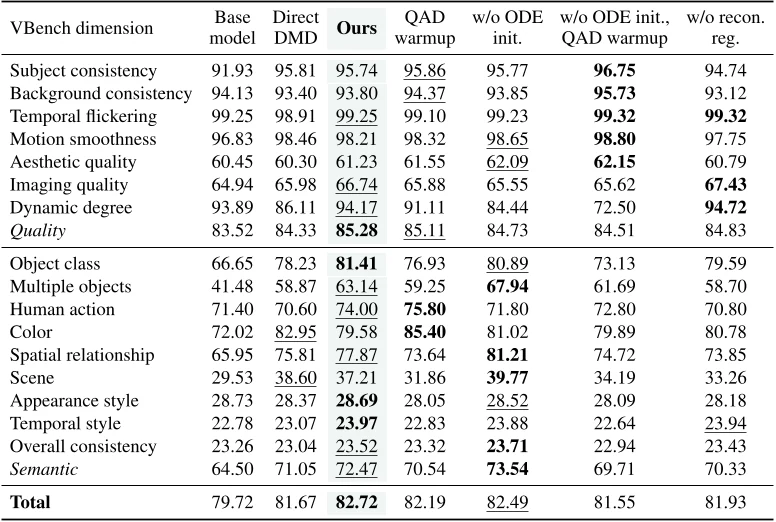 VBench dimension Base model Direct DMD Ours QAD warmup w/o ODE init. w/o ODE init., QAD warmup w/o recon. reg.
Subject consistency 91.93 95.81 95.74 95.86 95.77 96.75 94.74
Background consistency 94.13 93.40 93.80 94.37 93.85 95.73 93.12
Temporal flickering 99.25 98.91 99.25 99.10 99.23 99.32 99.32
Motion smoothness 96.83 98.46 98.21 98.32 98.65 98.80 97.75
Aesthetic quality 60.45 60.30 61.23 61.55 62.09 62.15 60.79
Imaging quality 64.94 65.98 66.74 65.88 65.55 65.62 67.43
Dynamic degree 93.89 86.11 94.17 91.11 84.44 72.50 94.72
Quality 83.52 84.33 85.28 85.11 84.73 84.51 84.83
Object class 66.65 78.23 81.41 76.93 80.89 73.13 79.59
Multiple objects 41.48 58.87 63.14 59.25 67.94 61.69 58.70
Human action 71.40 70.60 74.00 75.80 71.80 72.80 70.80
Color 72.02 82.95 79.58 85.40 81.02 79.89 80.78
Spatial relationship 65.95 75.81 77.87 73.64 81.21 74.72 73.85
Scene 29.53 38.60 37.21 31.86 39.77 34.19 33.26
Appearance style 28.73 28.37 28.69 28.05 28.52 28.09 28.18
Temporal style 22.78 23.07 23.97 22.83 23.88 22.64 23.94
Overall consistency 23.26 23.04 23.52 23.32 23.71 22.94 23.43
Semantic 64.50 71.05 72.47 70.54 73.54 69.71 70.33
Total 79.72 81.67 82.72 82.19 82.49 81.55 81.93